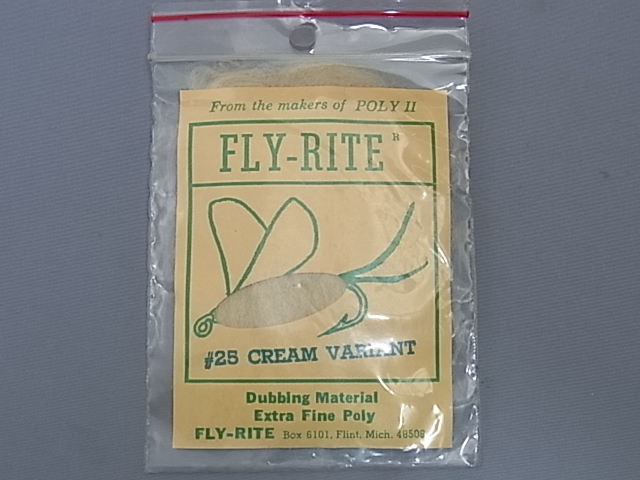 From the makers of POLY II
FLY-RITE®
#25 CREAM VARIANT
Dubbing Material
Extra Fine Poly
FLY-RITE Box 6101, Flint, Mich. 48508